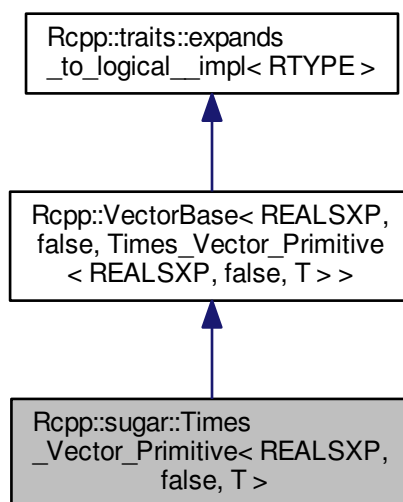 Rcpp::traits::expands
_to_logical__impl< RTYPE >
Rcpp::VectorBase< REALSXP,
false, Times_Vector_Primitive
< REALSXP, false, T > >
Rcpp::sugar::Times
_Vector_Primitive< REALSXP,
false, T >